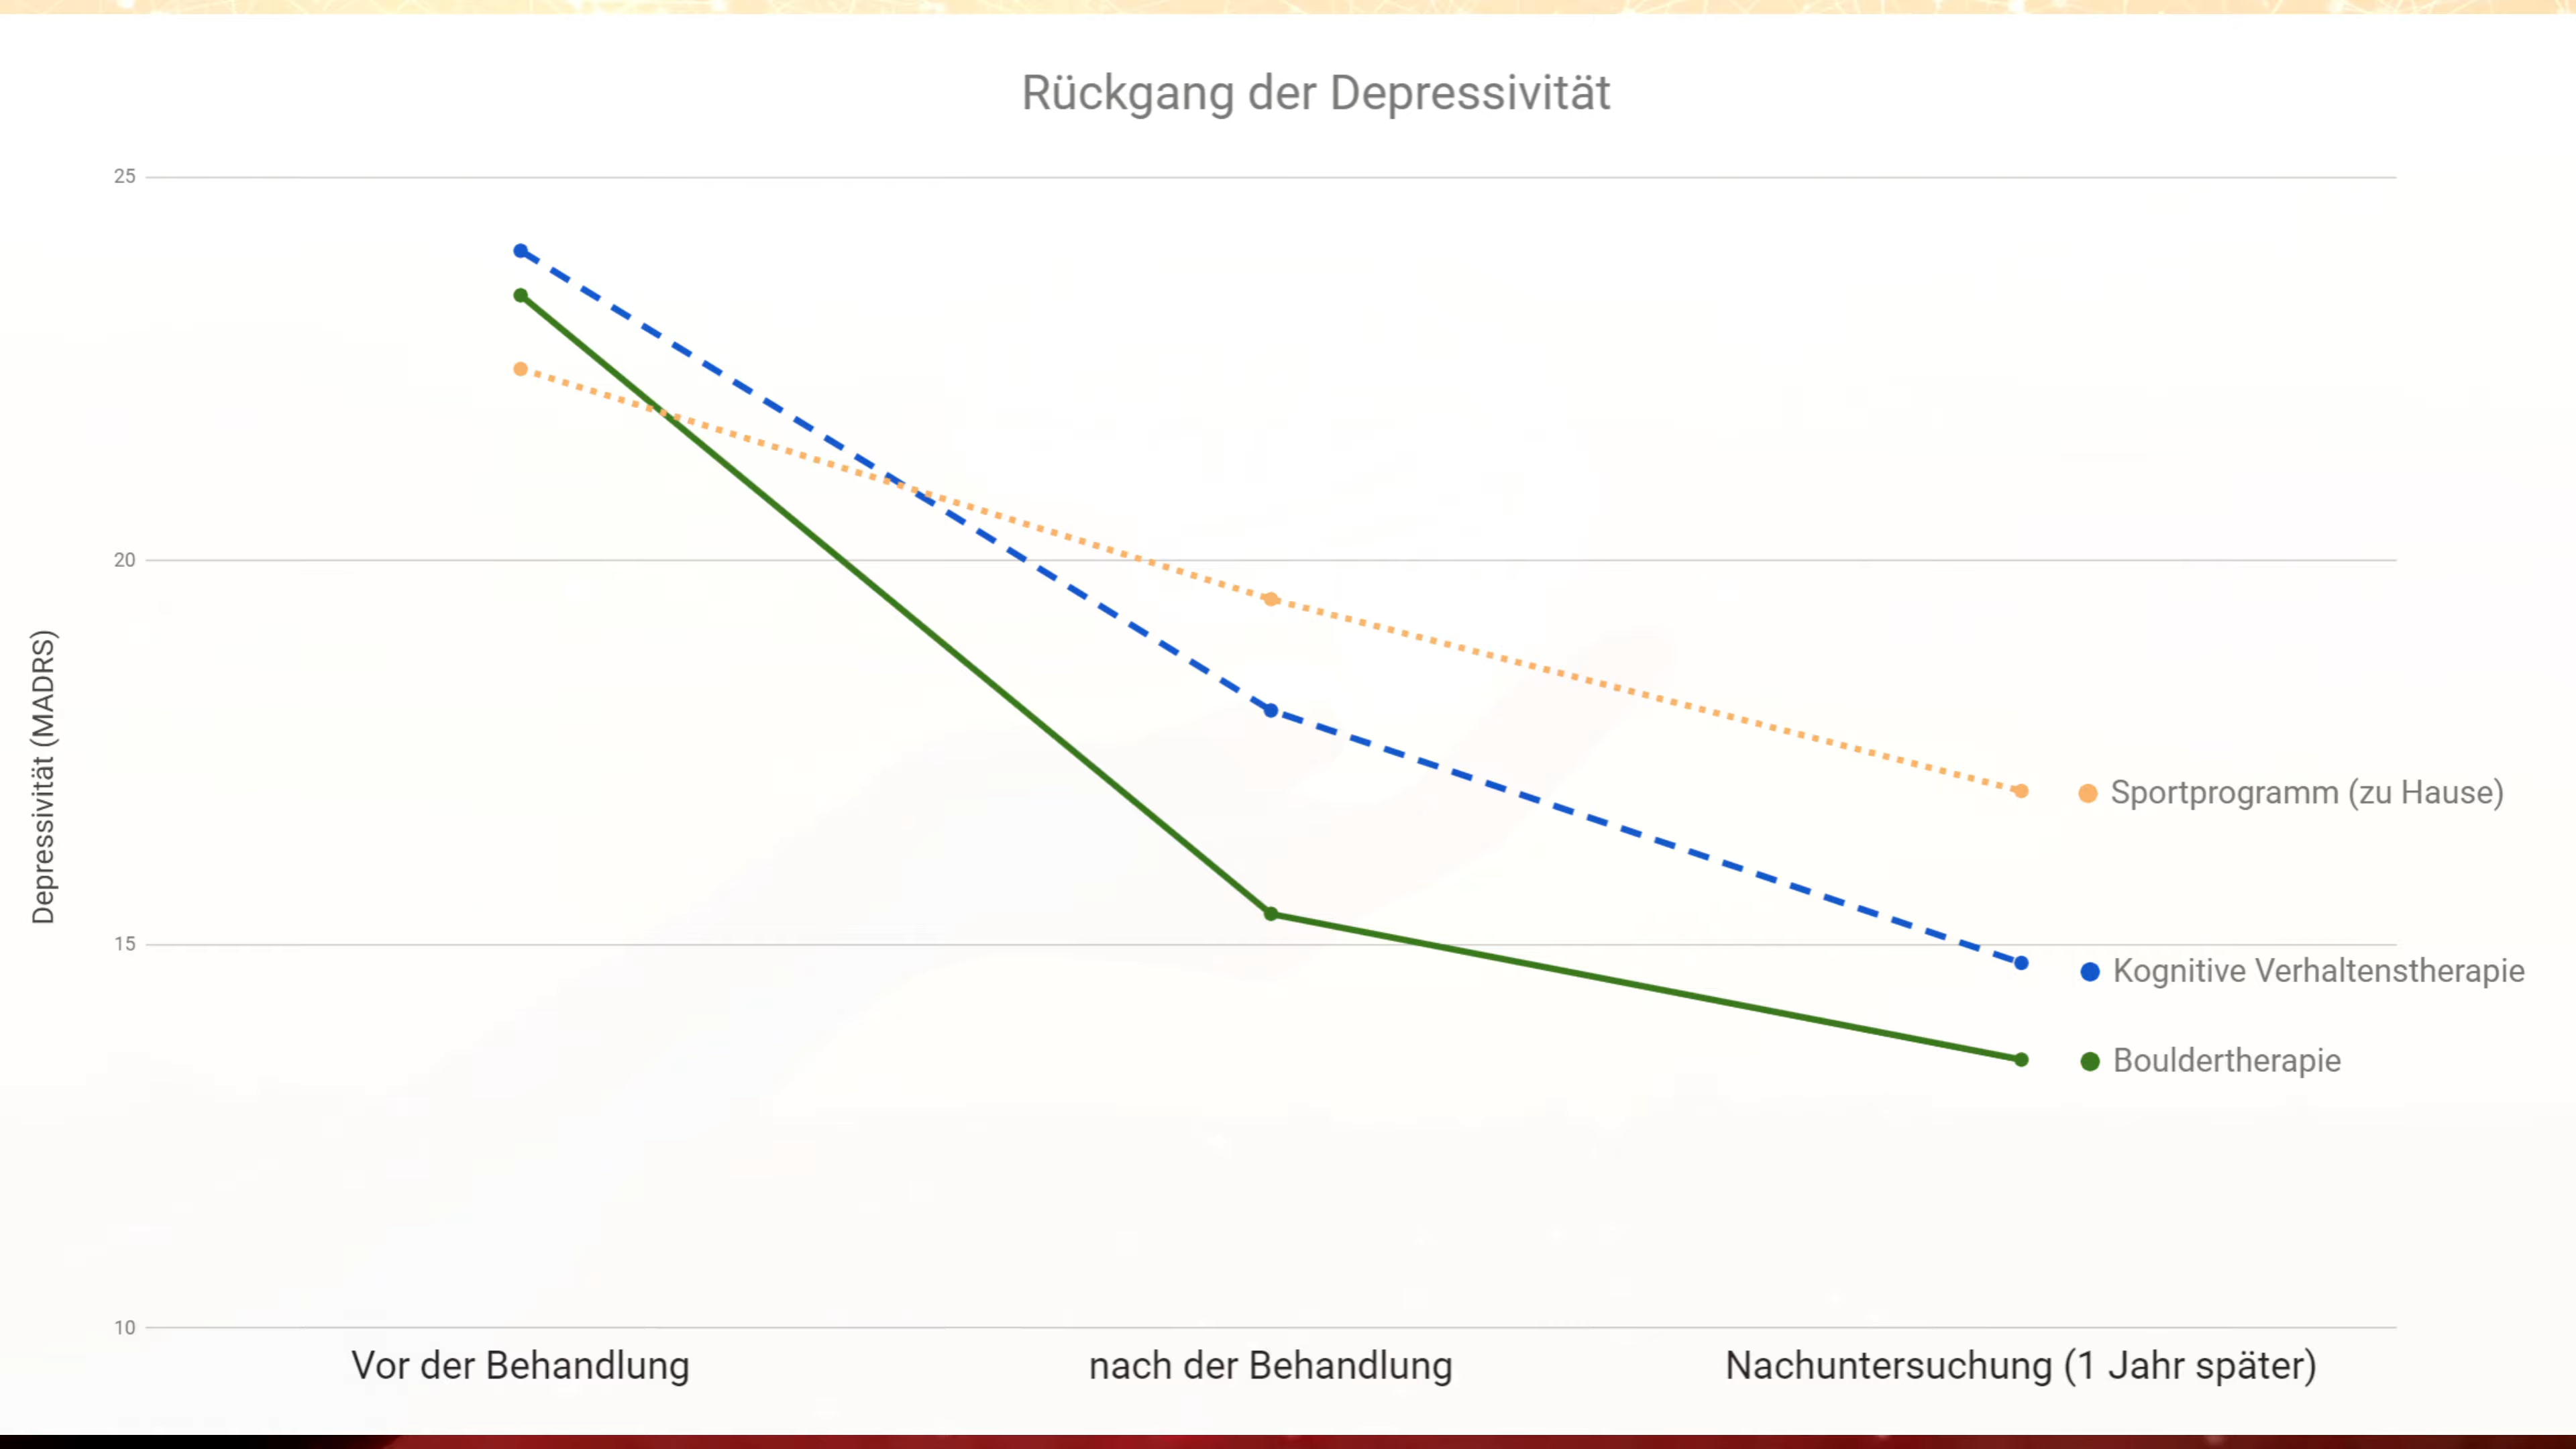 Rückgang der Depressivität
25
20
15
10
Depressivität (MADRS)
Sportprogramm (zu Hause)
Kognitive Verhaltenstherapie
Bouldertherapie
Vor der Behandlung
nach der Behandlung
Nachuntersuchung (1 Jahr später)